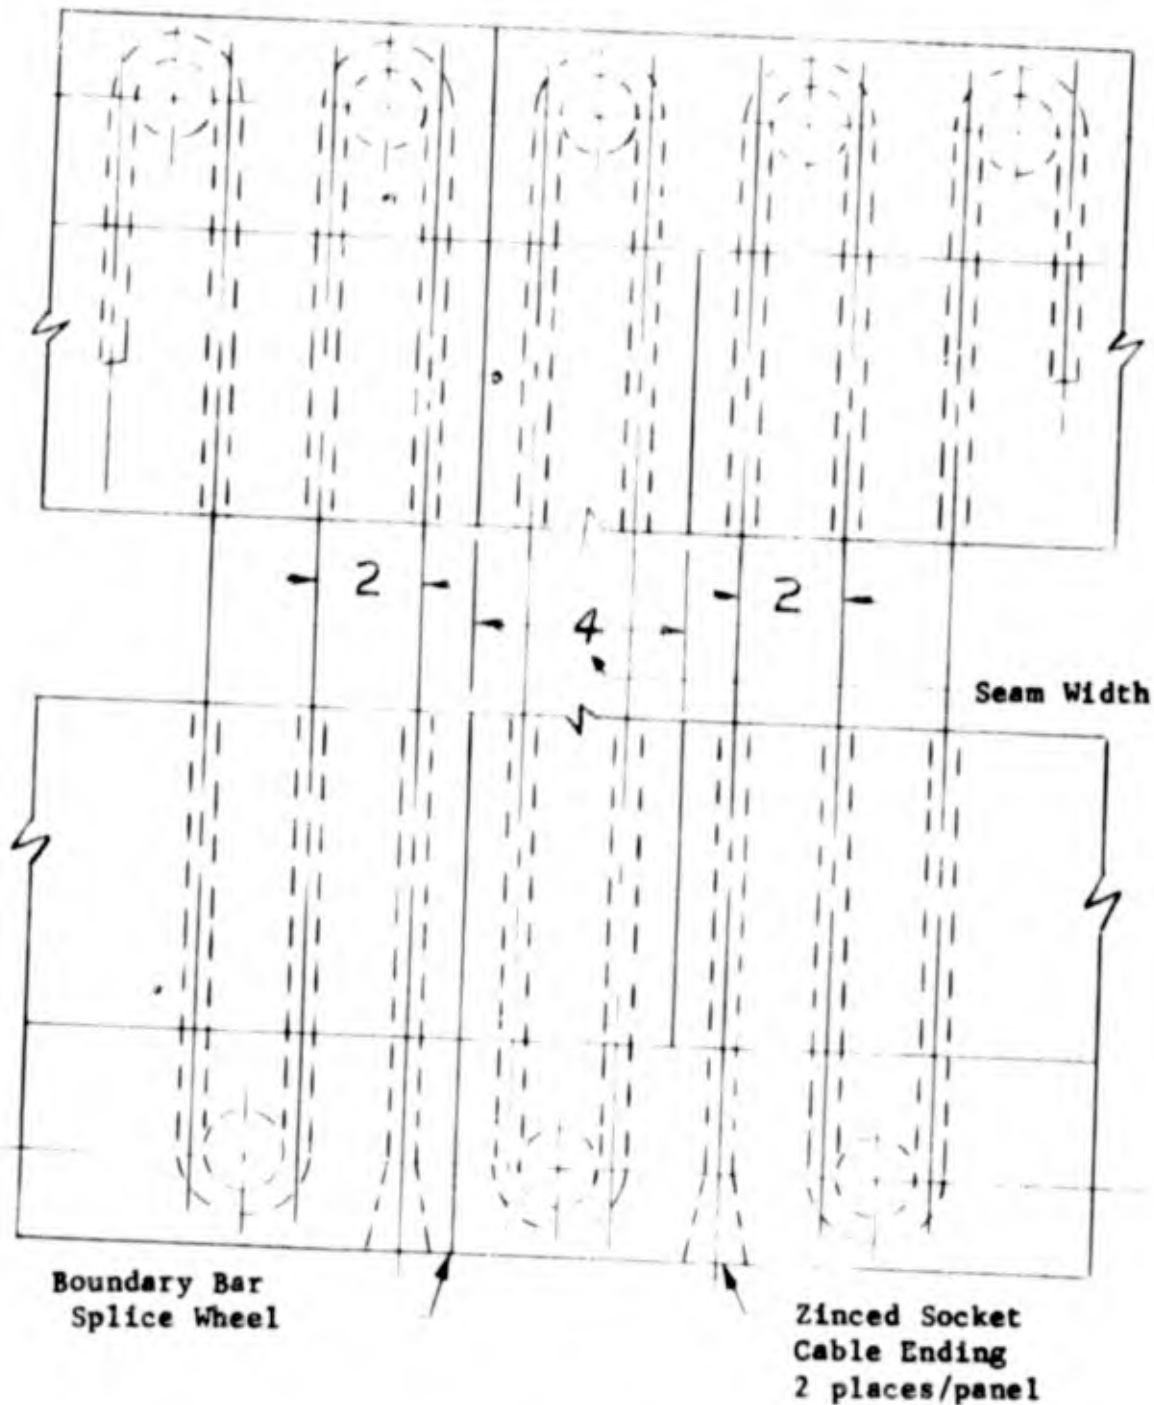 2
4
2
Seam Width
Boundary Bar
Splice Wheel
Zinced Socket
Cable Ending
2 places/panel